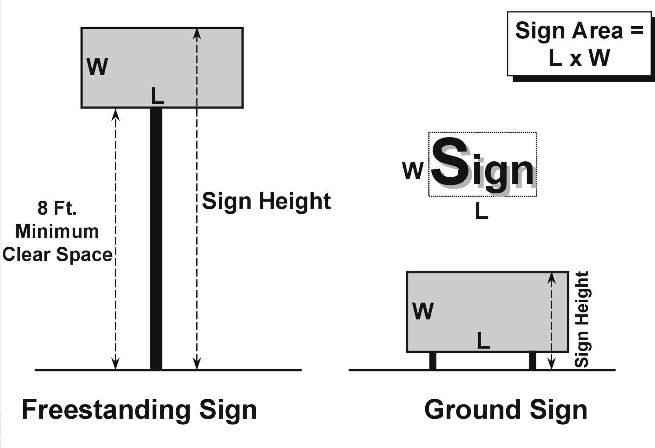 Sign Area =
L x W
W
L
8 Ft.
Minimum
Clear Space
Sign Height
Freestanding Sign
W
Sign
L
W
L
Sign Height
Ground Sign